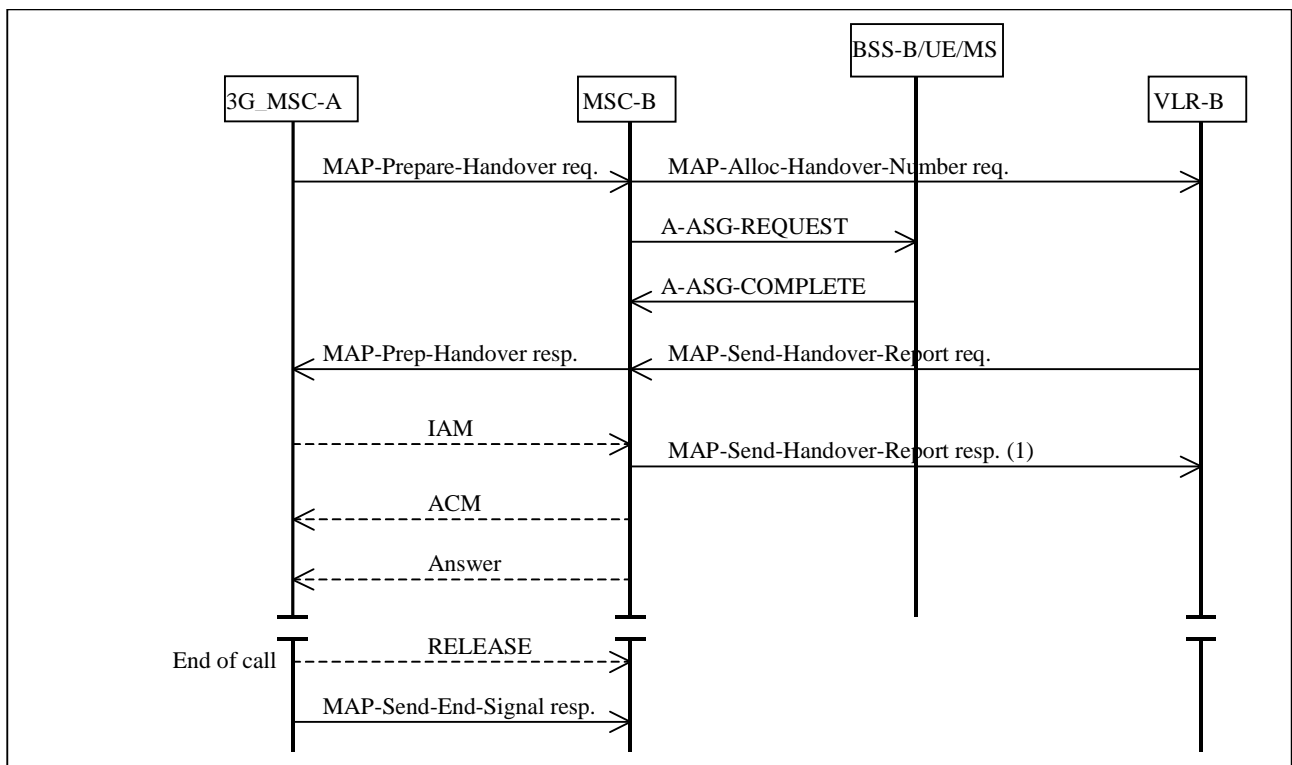 BSS-B/UE/MS
3G_MSC-A
MSC-B
VLR-B
MAP-Prepare-Handover req.
MAP-Alloc-Handover-Number req.
A-ASG-REQUEST
A-ASG-COMPLETE
MAP-Prep-Handover resp.
MAP-Send-Handover-Report req.
IAM
MAP-Send-Handover-Report resp. (1)
ACM
Answer
RELEASE
End of call
MAP-Send-End-Signal resp.